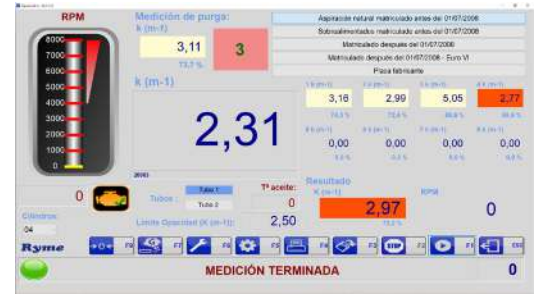 RPM
Medición de purga:
k (m-1)
3,11
73,7 %
3
Aspiración natural matriculado antes del 01/07/2008
Sobrealimentados matriculado antes del 01/07/2008
Matriculado después del 01/07/2008
Matriculado después del 01/07/2008 - Euro VI
Placa fabricante
8000
7000
6000
5000
4000
3000
2000
1000
0
k (m-1)
2,31
3,16
2,99
5,05
2,77
0,00
0,00
0,00
0,00
0
Cilindros:
04
Tubos :
Tubo 1
Tubo 2
Tª aceite:
0
Límite Opacidad (K (m-1)):
2,50
Resultado
K (m-1)
2,97
RPM
0
Ryme
F9
F8
F7
F6
F5
F4
F3
STOP
F2
F1
ESC
MEDICIÓN TERMINADA
0